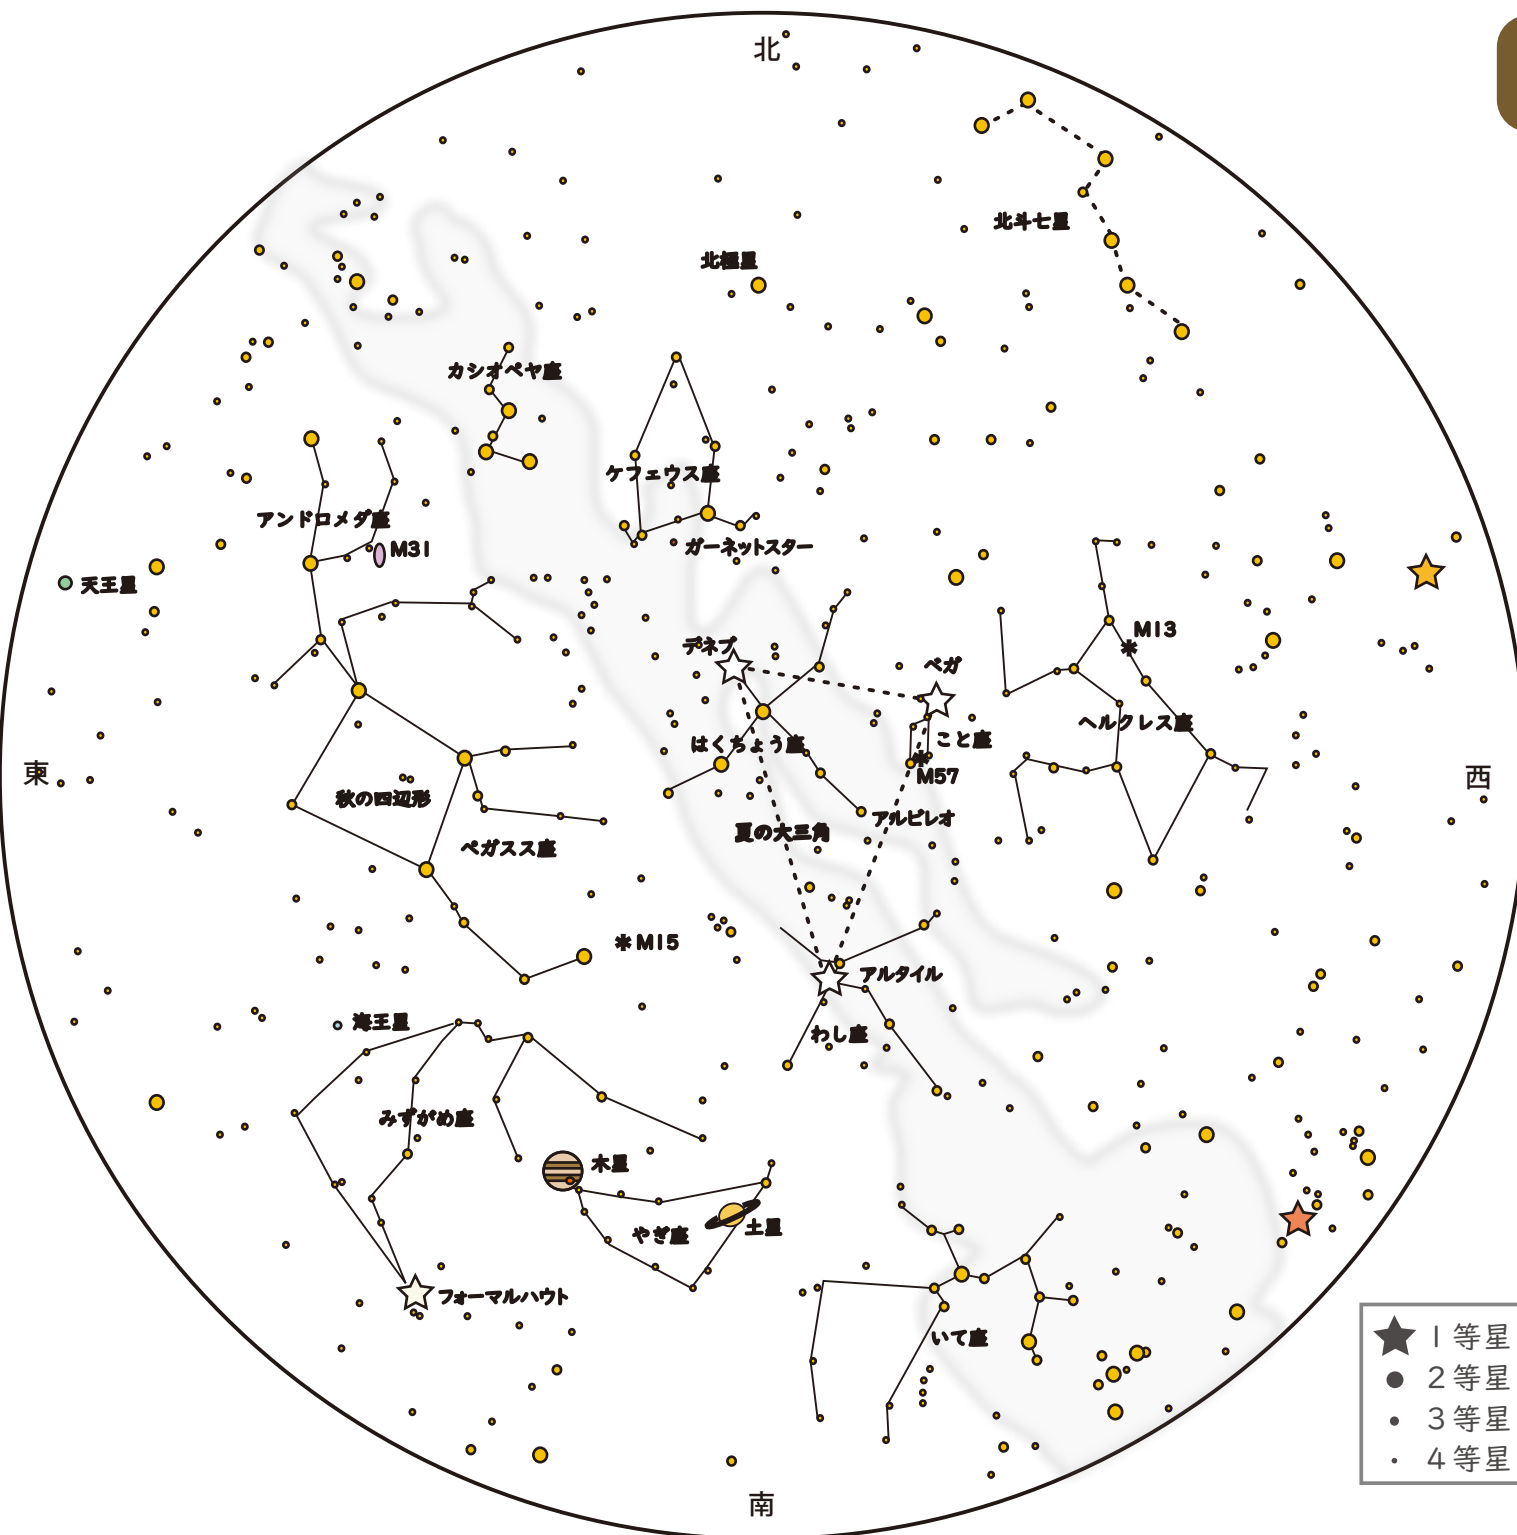 北
北斗七星
北極星
カシオペヤ座
ケフェウス座
アンドロメダ座
M31
ガーネットスター
天王星
M13
デネブ
ベガ
ヘルクレス座
こと座
はくちょう座
東
西
M57
秋の四辺形
アルビレオ
夏の大三角
ペガスス座
M15
アルタイル
海王星
わし座
みずがめ座
木星
土星
やぎ座
フォーマルハウト
いて座
1等星
2等星
3等星
4等星
南